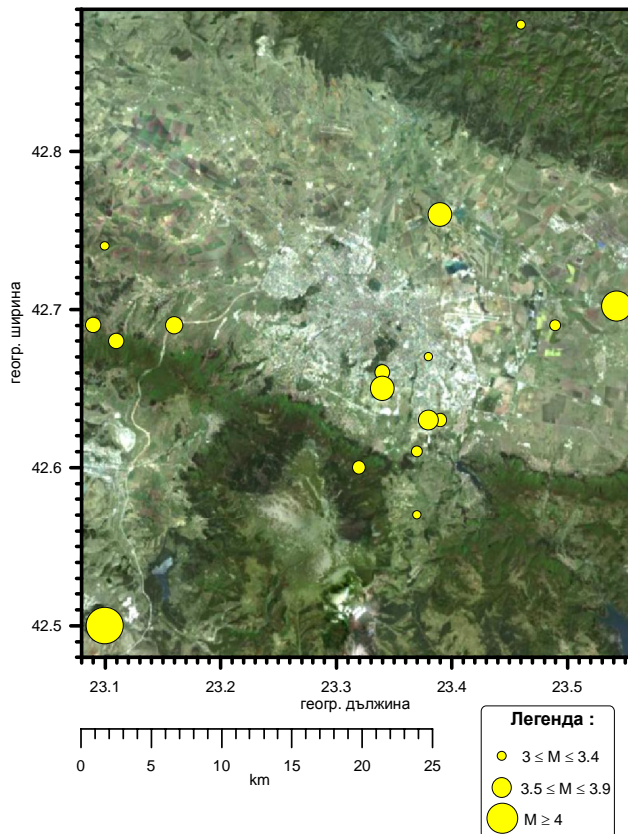 42.8
42.7
42.6
42.5
геогр. ширина
23.1 23.2 23.3 23.4 23.5
геогр. дължина
0 5 10 15 20 25
km
Легенда :
3 ≤ M ≤ 3.4
3.5 ≤ M ≤ 3.9
M ≥ 4